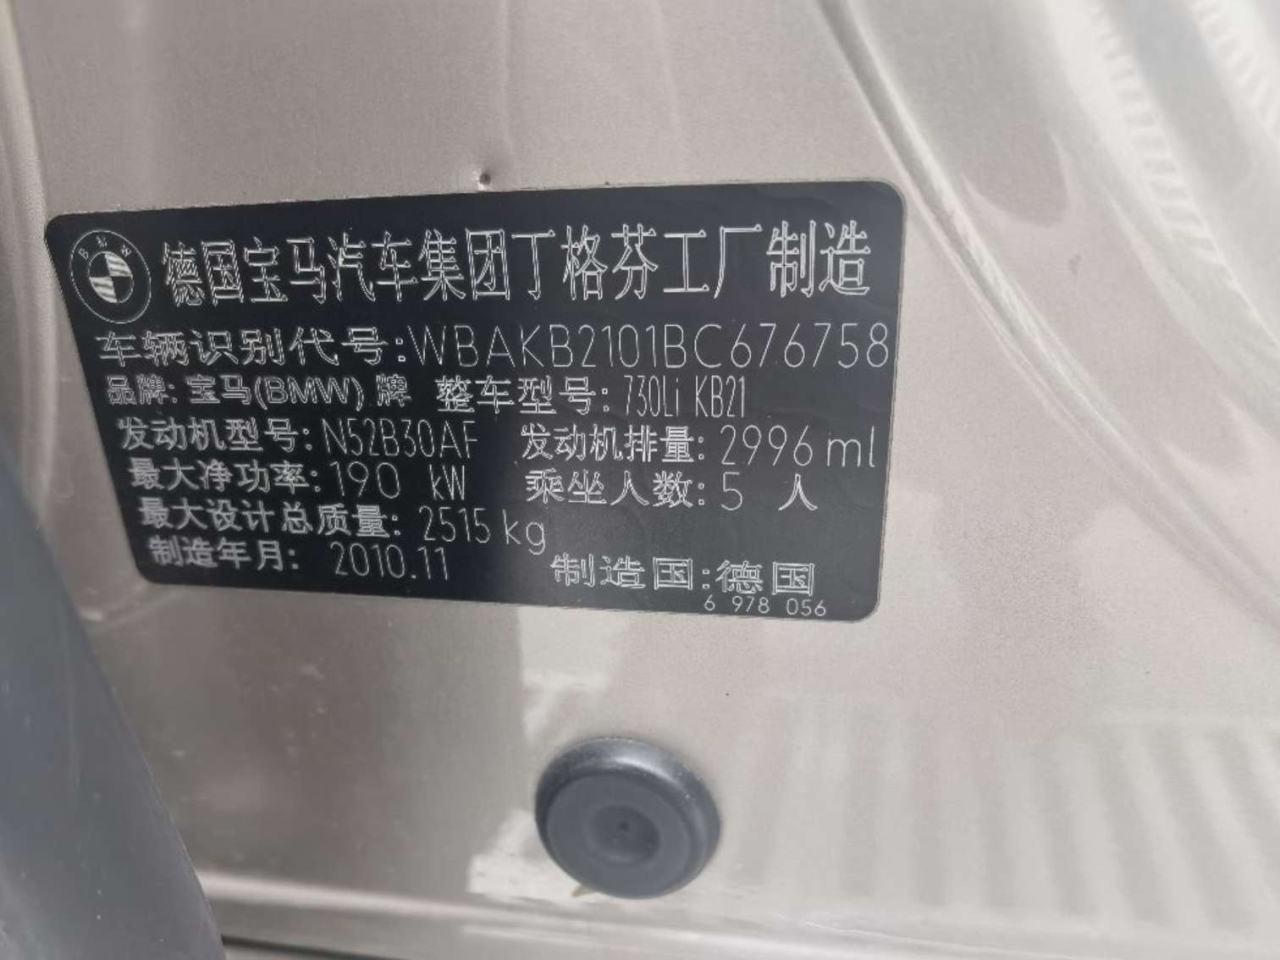 BMW
德国宝马汽车集团丁格芬工厂制造
车辆识别代号:WBAKB2101BC676758
品牌: 宝马(BMW) 牌 整车型号: 730Li KB21
发动机型号: N52B30AF 发动机排量: 2996 ml
最大净功率: 190 kW 乘坐人数: 5 人
最大设计总质量: 2515 kg
制造年月: 2010.11 制造国:德国
6 978 056